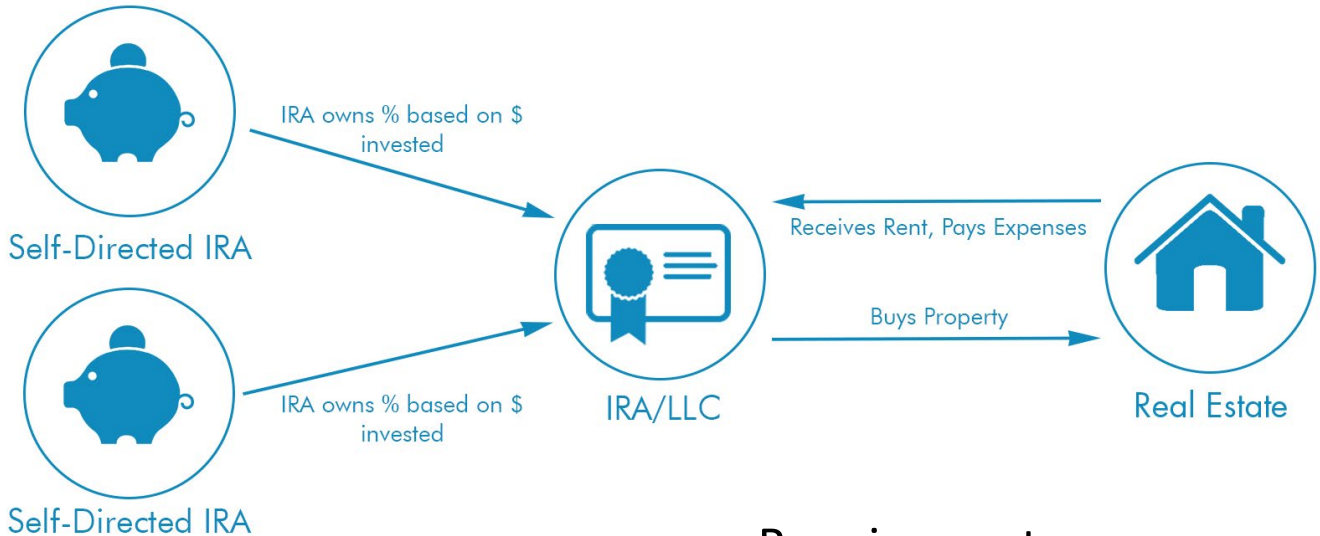 IRA owns % based on $
invested
Self-Directed IRA
Receives Rent, Pays Expenses
Buys Property
IRA/LLC
Real Estate
IRA owns % based on $
invested
Self-Directed IRA